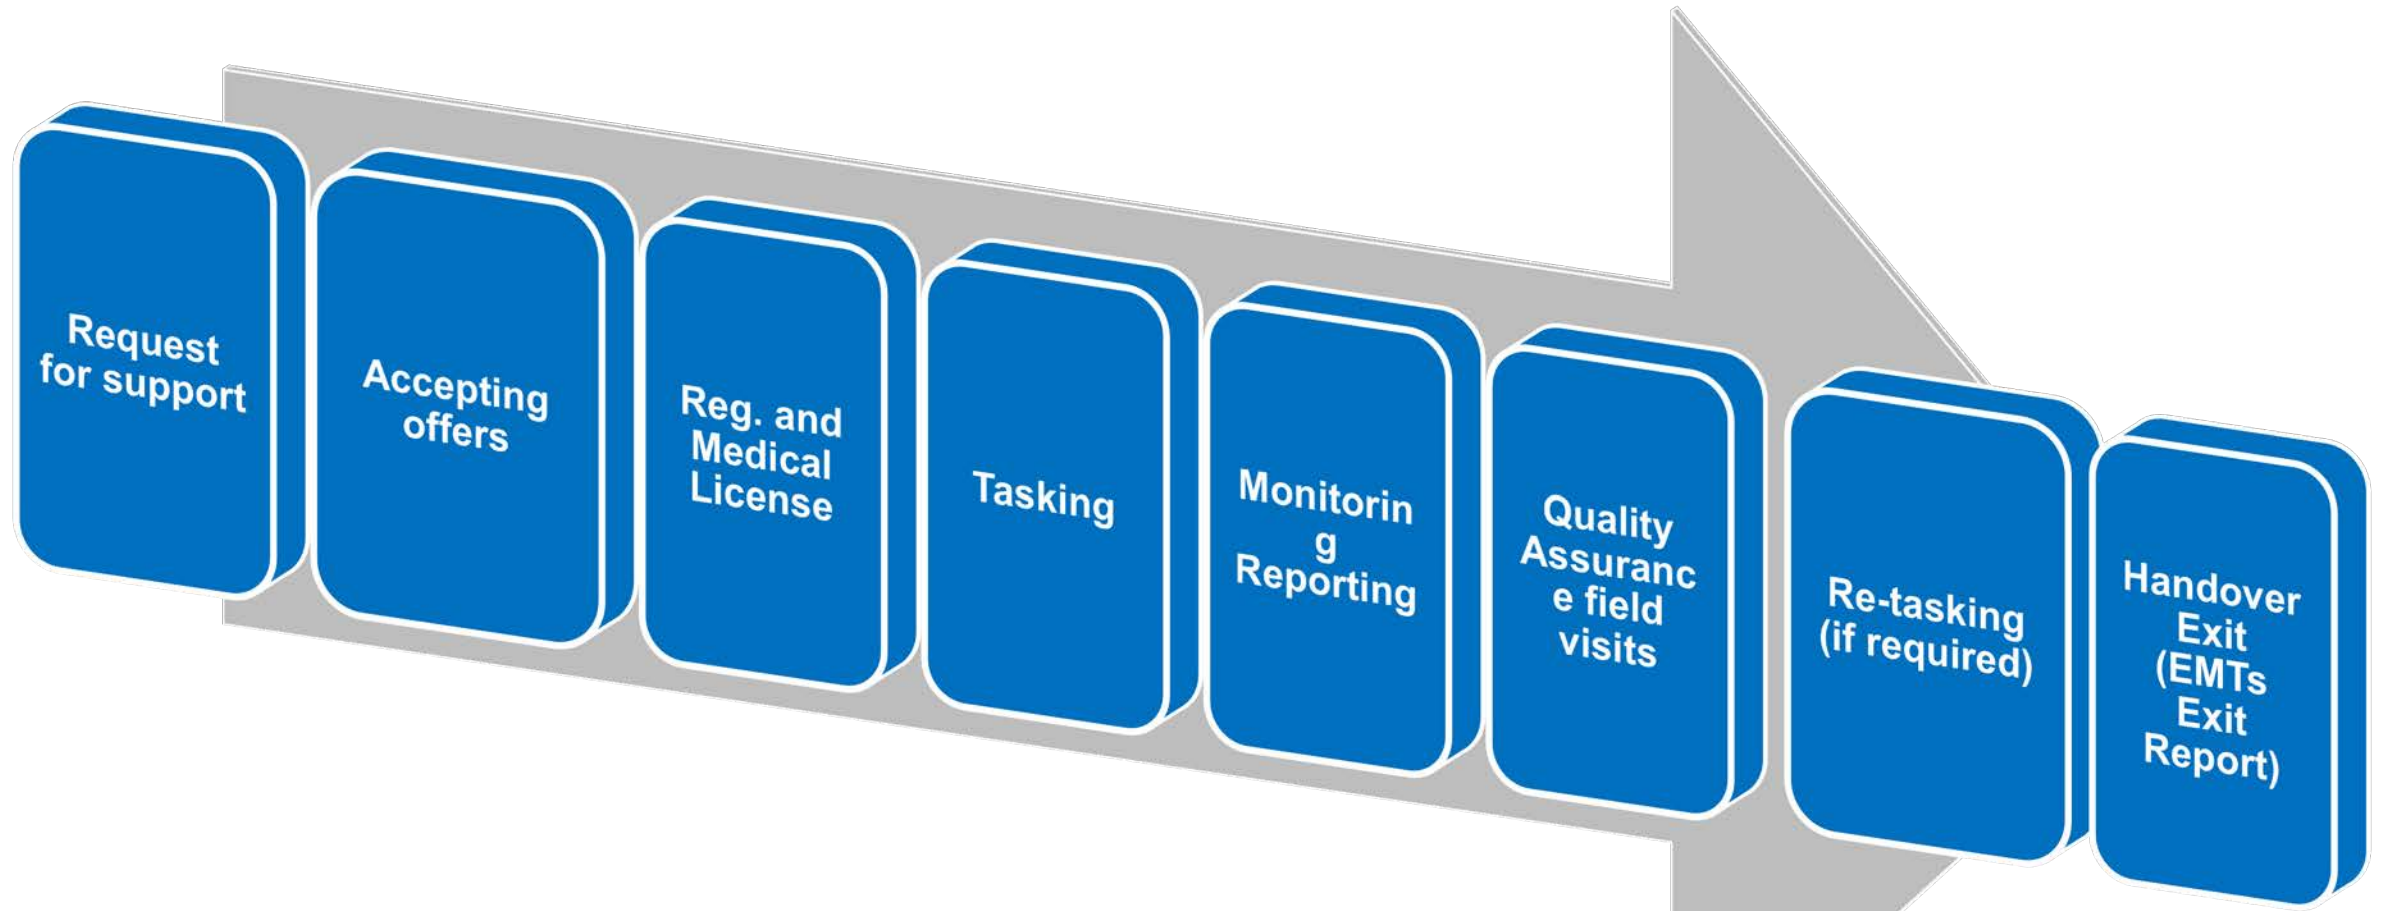 Request
for support
Accepting
offers
Reg. and
Medical
License
Tasking
Monitorin
g
Reporting
Quality
Assuranc
e field
visits
Re-tasking
(if required)
Handover
Exit
(EMTs
Exit
Report)